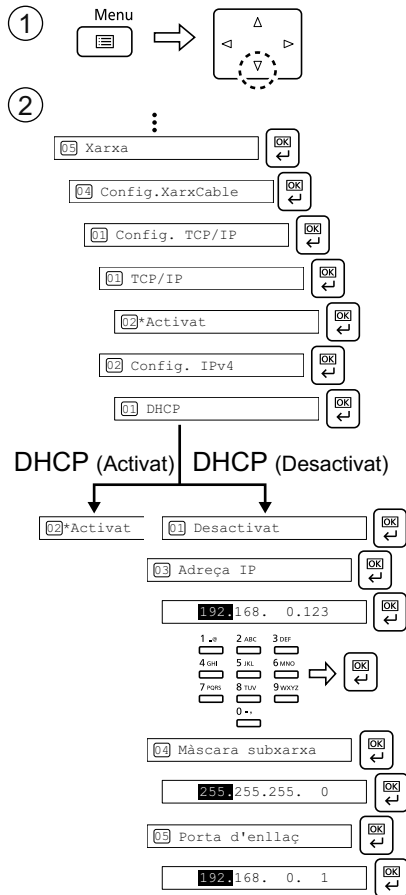 1
Menu
2
05 Xarxa
OK
04 Config.XarxCable
OK
01 Config. TCP/IP
OK
01 TCP/IP
OK
02*Activat
OK
02 Config. IPv4
OK
01 DHCP
OK
DHCP (Activat) DHCP (Desactivat)
02*Activat
01 Desactivat
OK
03 Adreça IP
OK
192.168. 0.123
OK
1 .@ 2 ABC 3 DEF
4 GHI 5 JKL 6 MNO
OK
7 PQRS 8 TUV 9 WXYZ
0 -,
04 Màscara subxarxa
OK
255.255.255. 0
OK
05 Porta d'enllaç
OK
192.168. 0. 1
OK